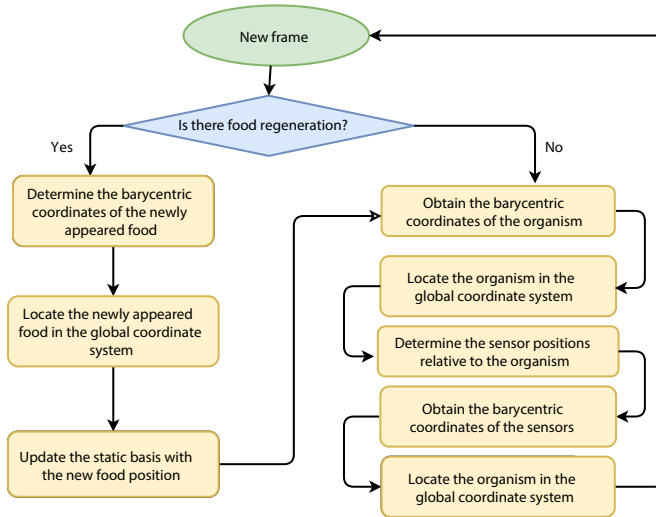 New frame
Is there food regeneration?
Yes
No
Determine the barycentric
coordinates of the newly
appeared food
Locate the newly appeared
food in the global coordinate
system
Update the static basis with
the new food position
Obtain the barycentric
coordinates of the organism
Locate the organism in the
global coordinate system
Determine the sensor positions
relative to the organism
Obtain the barycentric
coordinates of the sensors
Locate the organism in the
global coordinate system